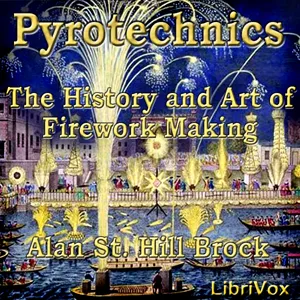 Pyrotechnics
The History and Art of
Firework Making
Alan St. Hill Brock
LibriVox